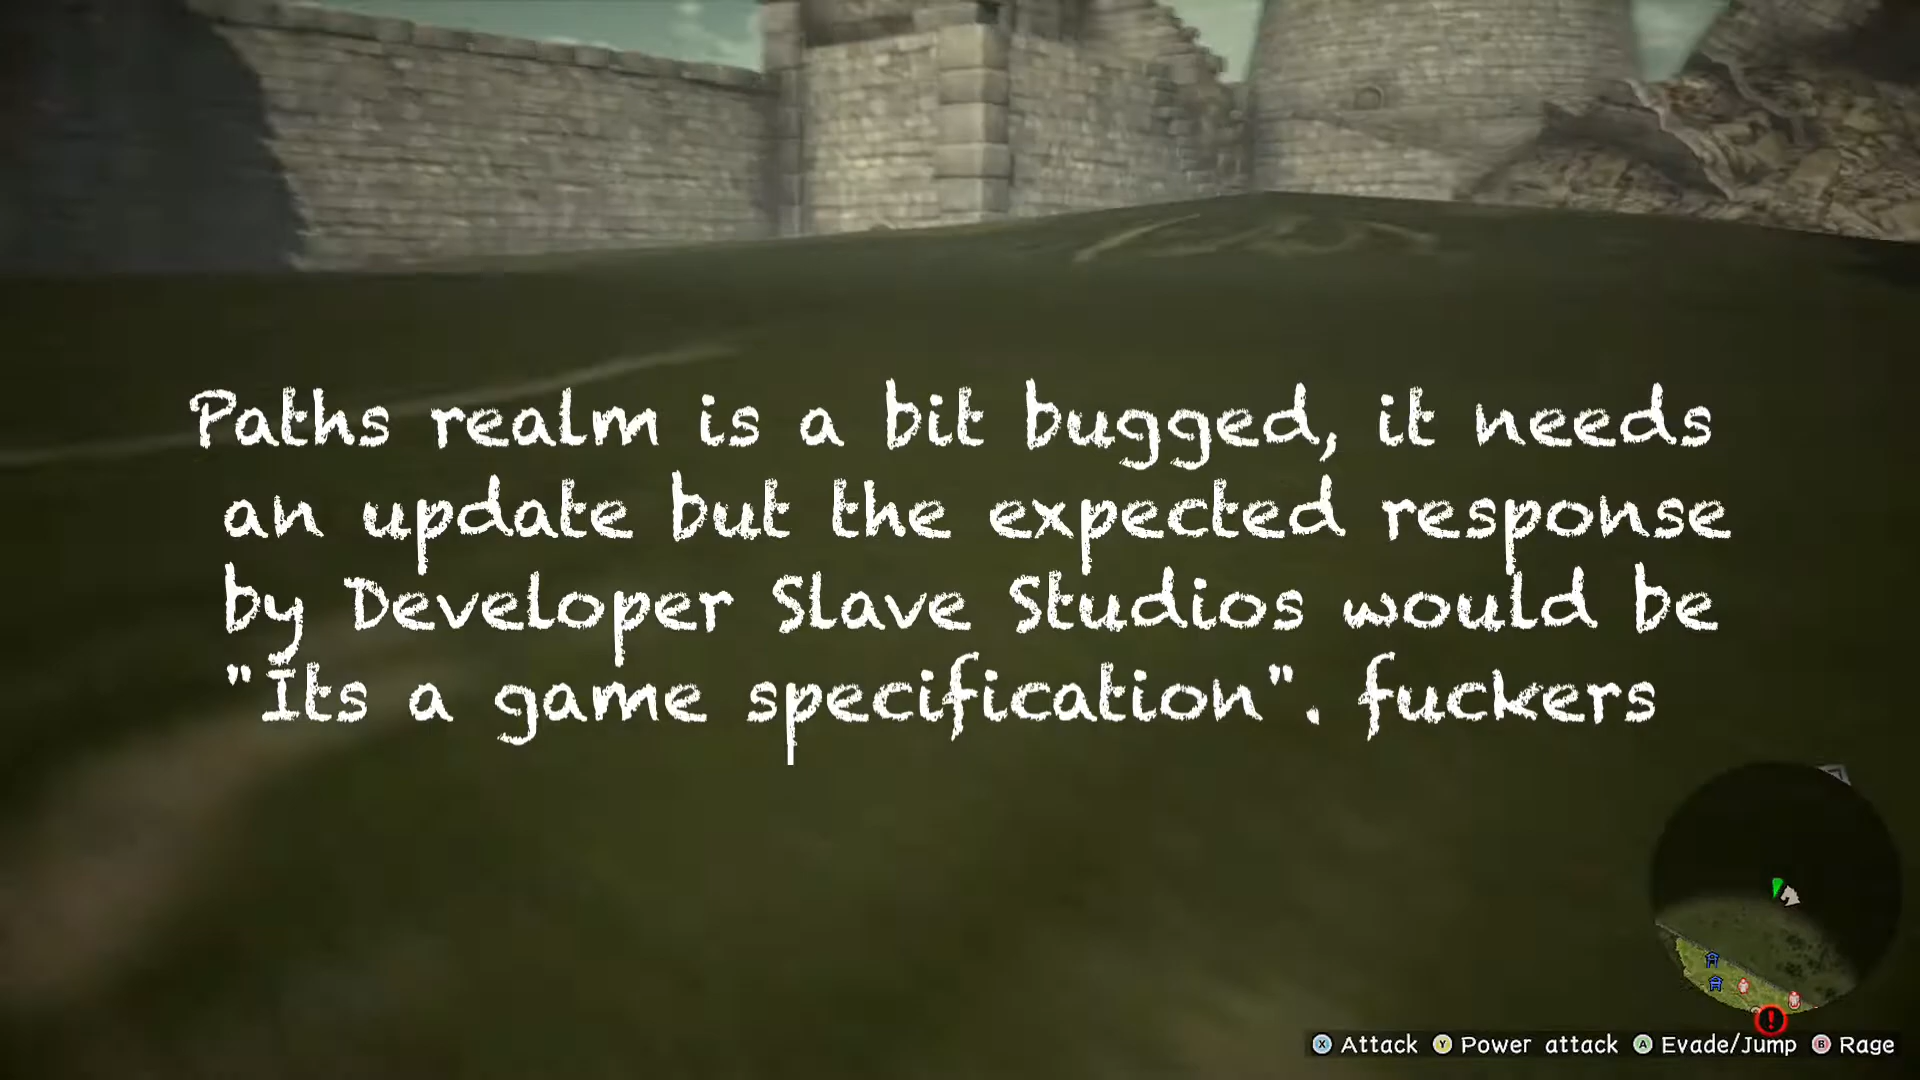 Paths realm is a bit bugged, it needs
an update but the expected response
by Developer Slave Studios would be
"Its a game specification". fuckers
X Attack Y Power attack A Evade/Jump B Rage